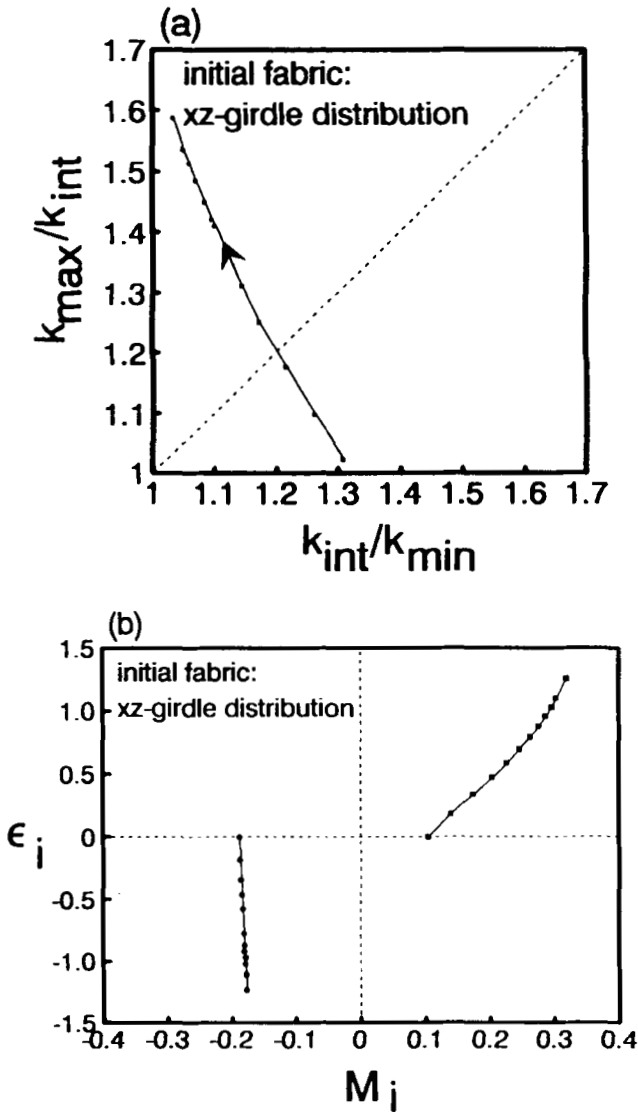 (a)
1.7
initial fabric:
xz-girdle distribution
1.6
1.5
1.4
1.3
1.2
1.1
1
kmax/kint
1 1.1 1.2 1.3 1.4 1.5 1.6 1.7
kint/kmin
(b)
1.5
initial fabric:
xz-girdle distribution
1.0
0.5
0
-0.5
-1.0
-1.5
ϵi
-0.4 -0.3 -0.2 -0.1 0 0.1 0.2 0.3 0.4
Mi